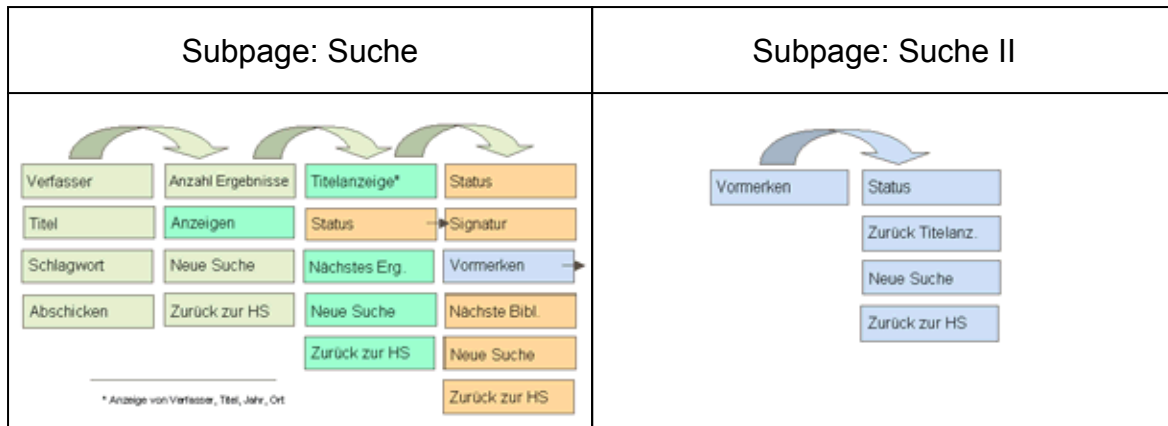 Subpage: Suche
Verfasser
Titel
Schlagwort
Abschicken
Anzahl Ergebnisse
Anzeigen
Neue Suche
Zurück zur HS
Titelanzeige*
Status
Nächstes Erg.
Neue Suche
Zurück zur HS
Status
Signatur
Vormerken
Nächste Bibl.
Neue Suche
Zurück zur HS
* Anzeige von Verfasser, Titel, Jahr, Ort
Subpage: Suche II
Vormerken
Status
Zurück Titelanz.
Neue Suche
Zurück zur HS